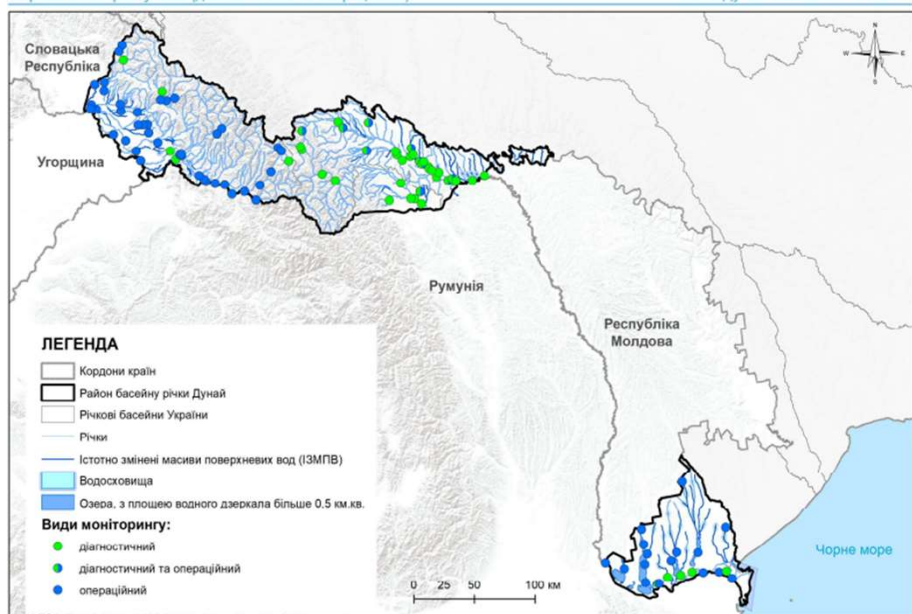 N
W
E
S
Словацька
Республіка
Угорщина
Румунія
Республіка
Молдова
Чорне море
ЛЕГЕНДА
Кордони країн
Район басейну річки Дунай
Річкові басейни України
Річки
Істотно змінені масиви поверхневих вод (ІЗМПВ)
Водосховища
Озера, з площею водного дзеркала більше 0.5 км.кв.
Види моніторингу:
діагностичний
діагностичний та операційний
операційний
0 25 50 100 км